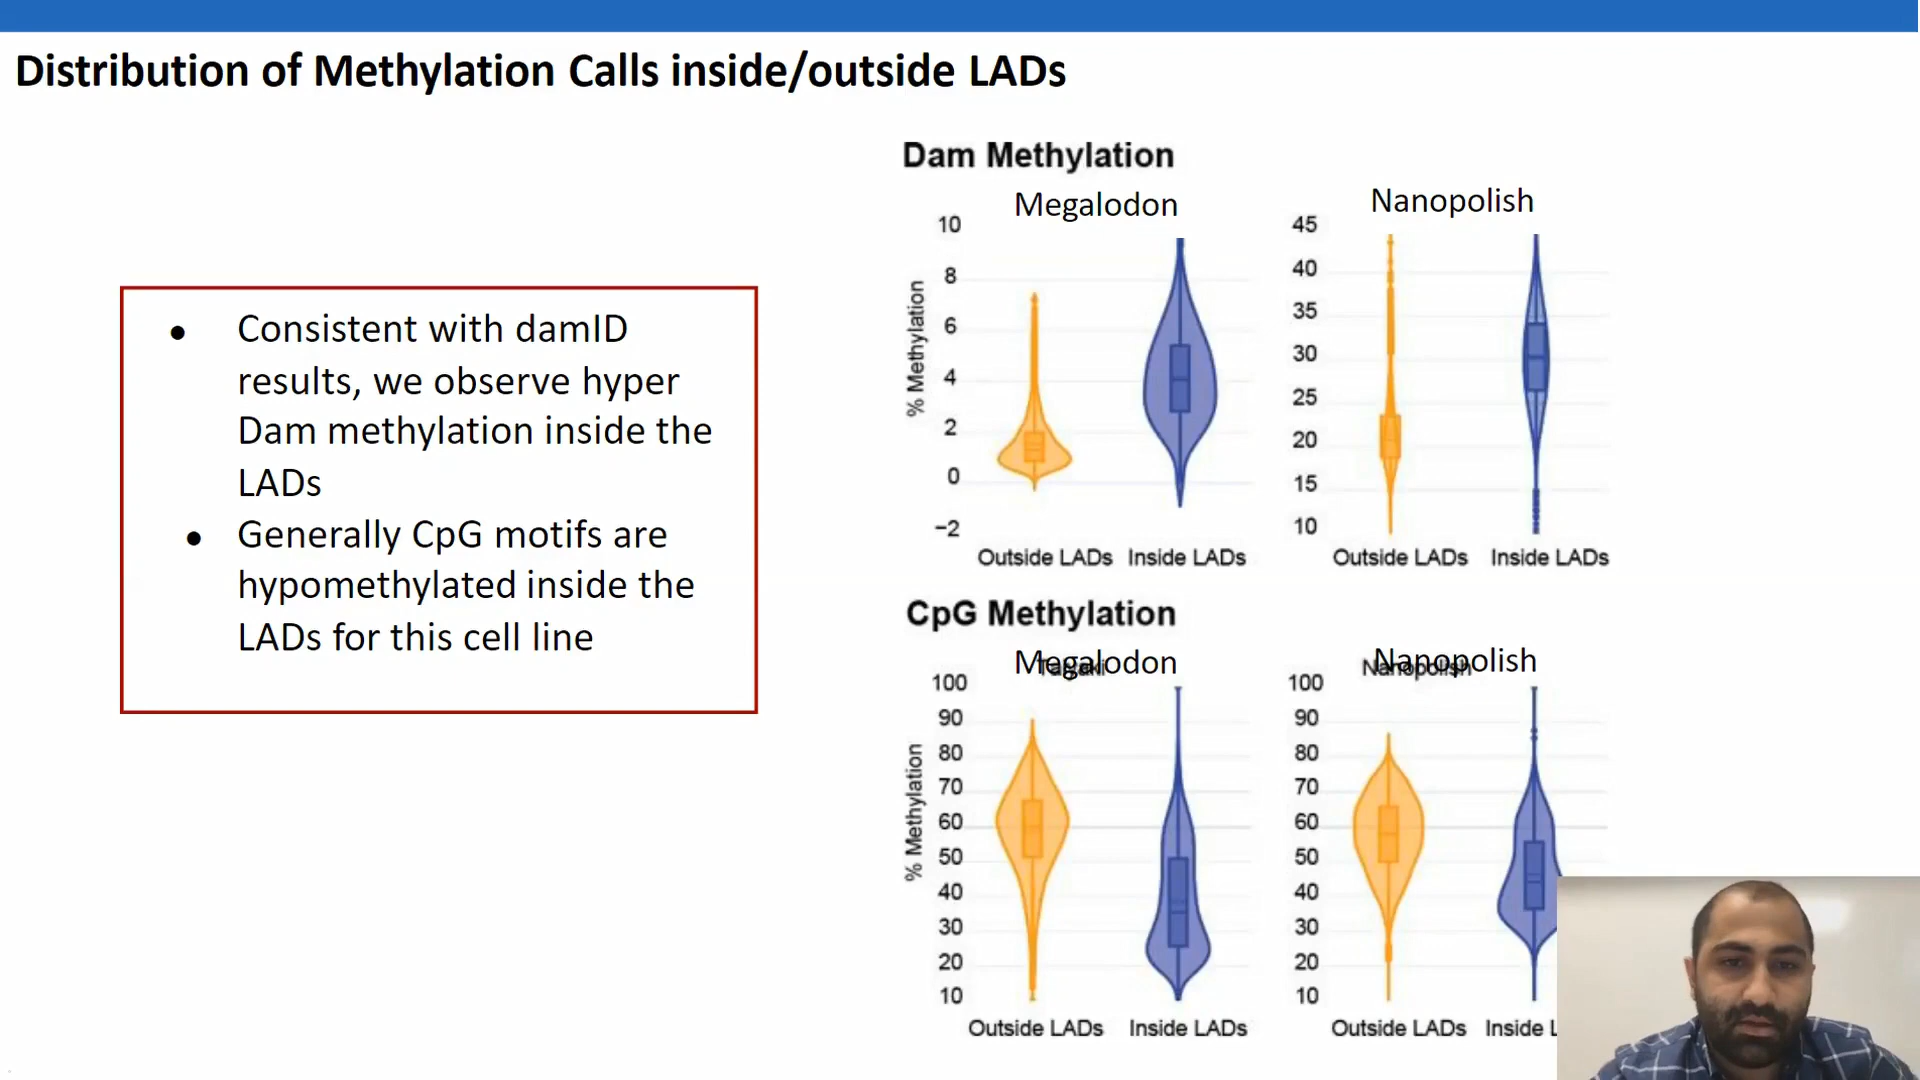 Distribution of Methylation Calls inside/outside LADs
● Consistent with damID
results, we observe hyper
Dam methylation inside the
LADs
● Generally CpG motifs are
hypomethylated inside the
LADs for this cell line
Dam Methylation
Megalodon
% Methylation
10
8
6
4
2
0
−2
Outside LADs Inside LADs
Nanopolish
45
40
35
30
25
20
15
10
Outside LADs Inside LADs
CpG Methylation
Megalodon
% Methylation
100
90
80
70
60
50
40
30
20
10
Outside LADs Inside LADs
Nanopolish
Nanopolish
100
90
80
70
60
50
40
30
20
10
Outside LADs Inside L